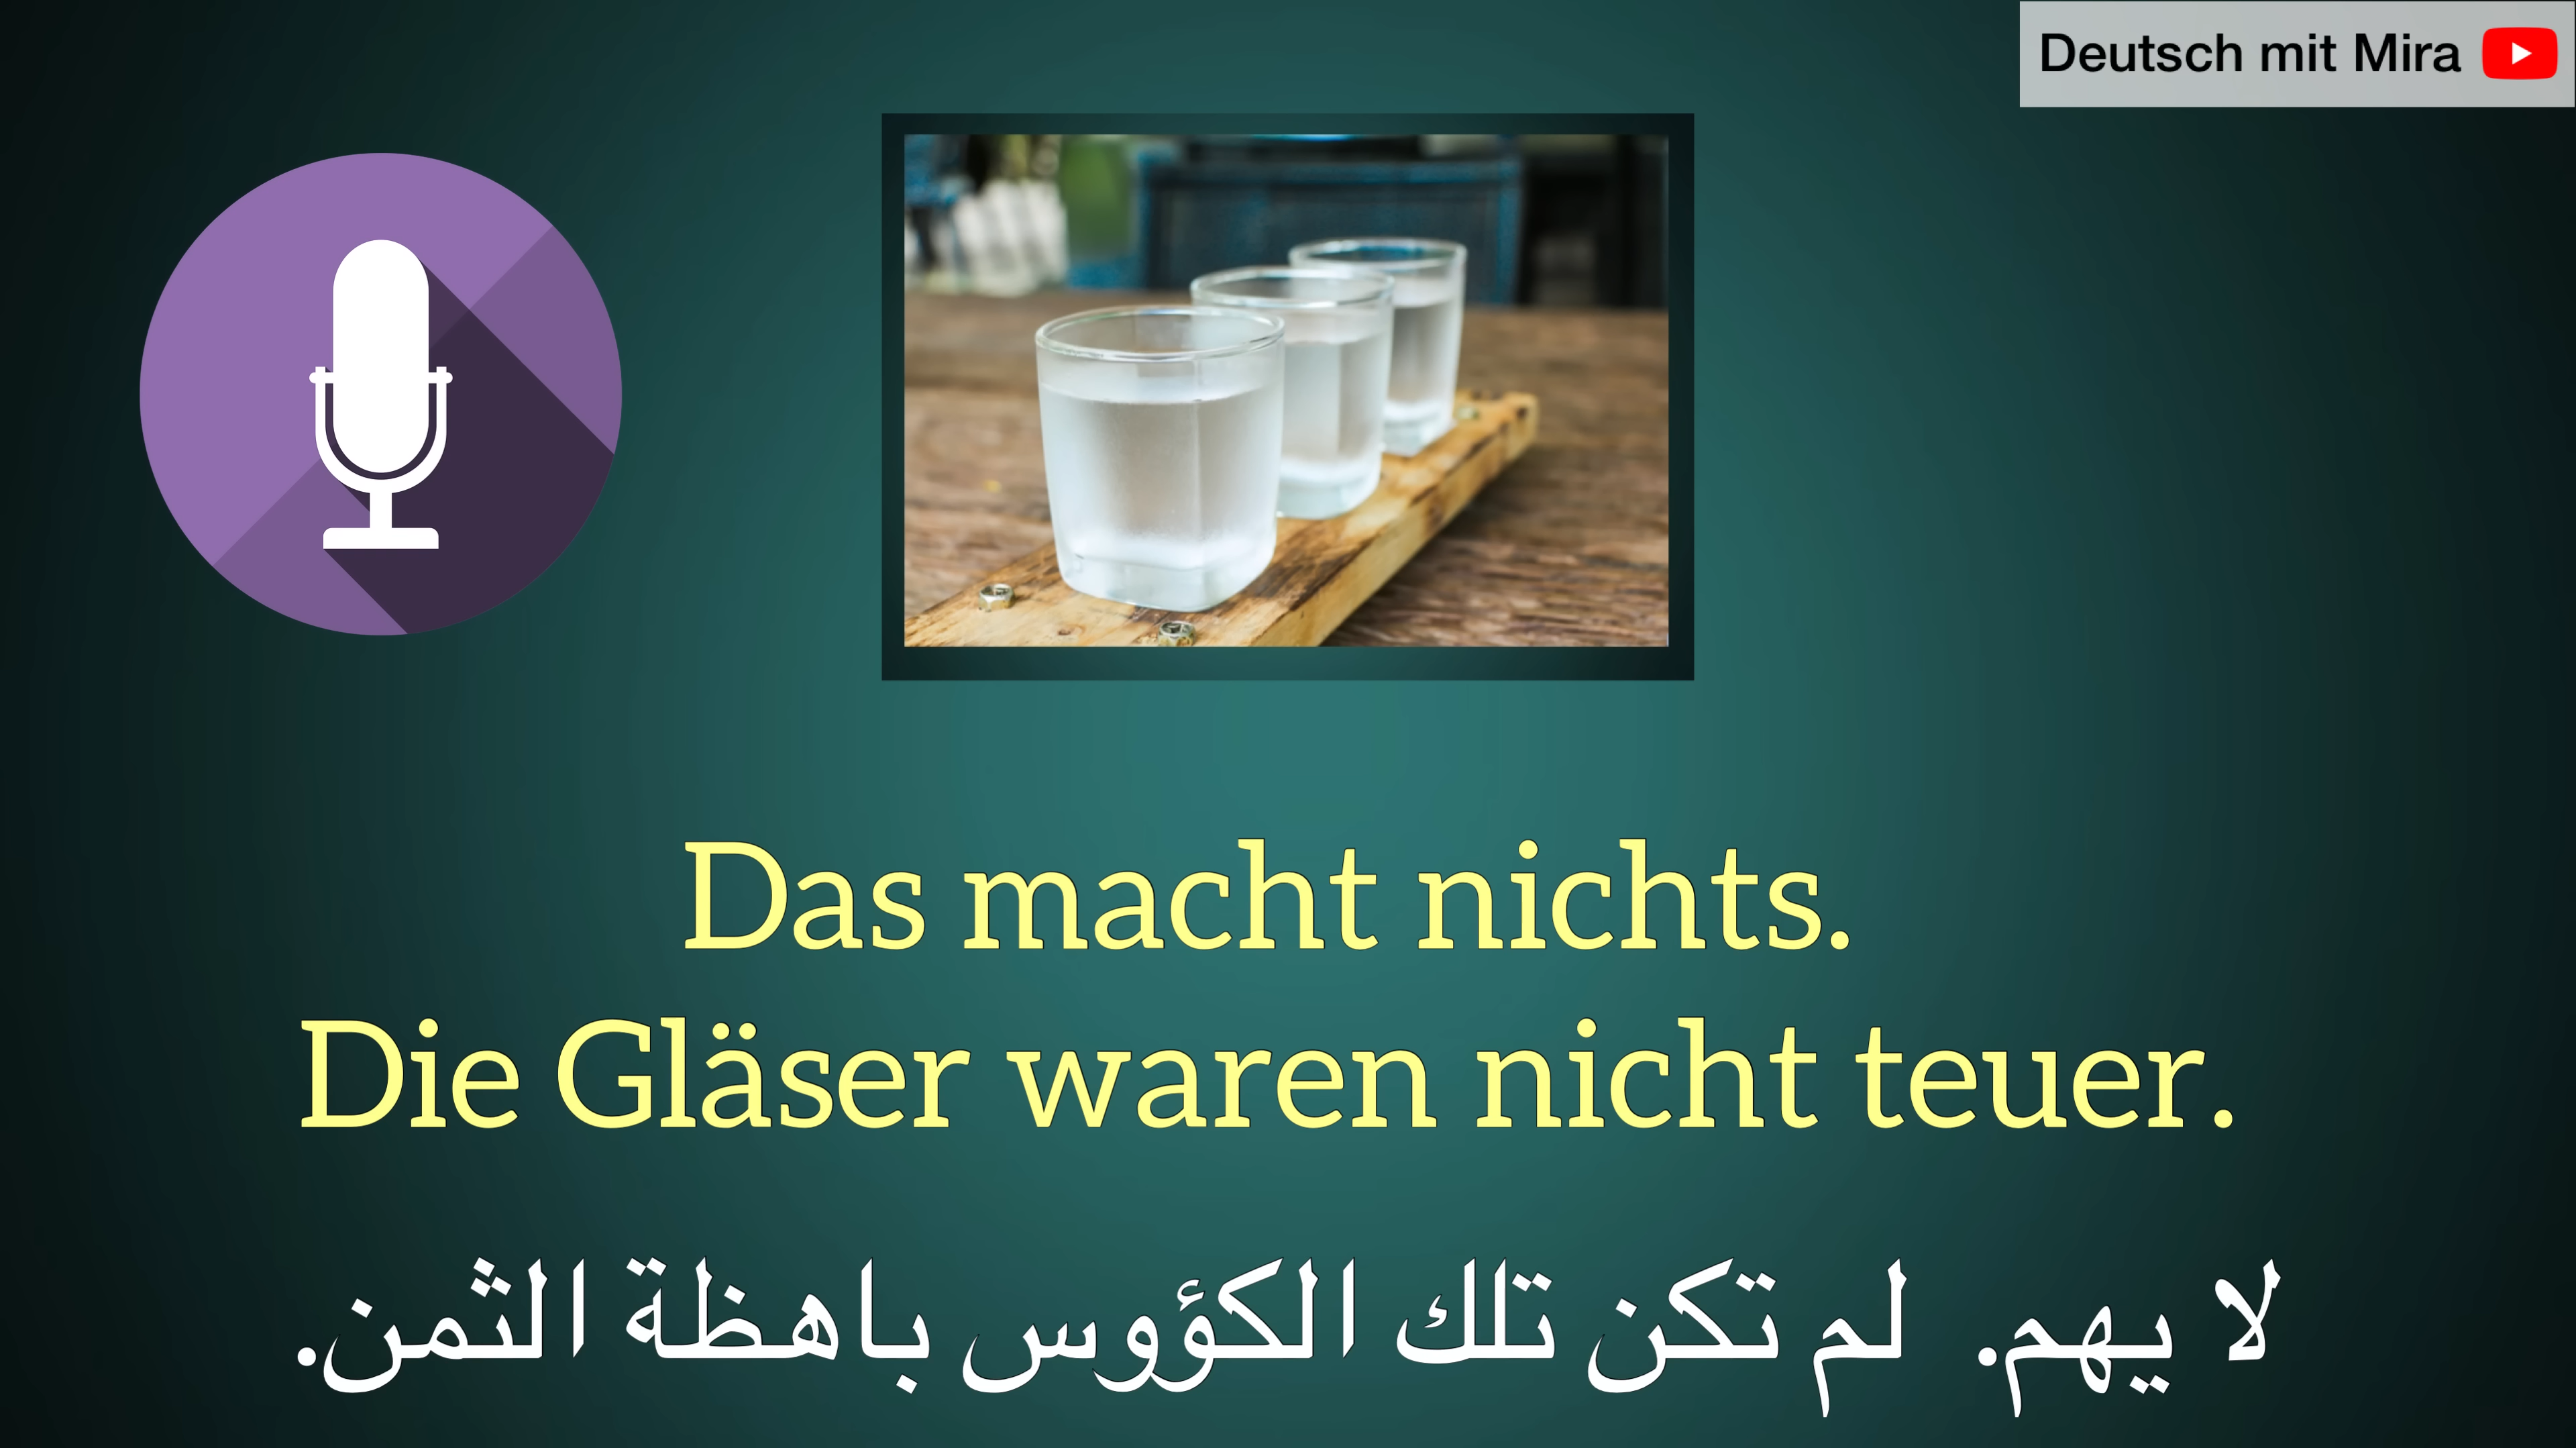 Deutsch mit Mira
Das macht nichts.
Die Gläser waren nicht teuer.
لا يهم. لم تكن تلك الكؤوس باهظة الثمن.